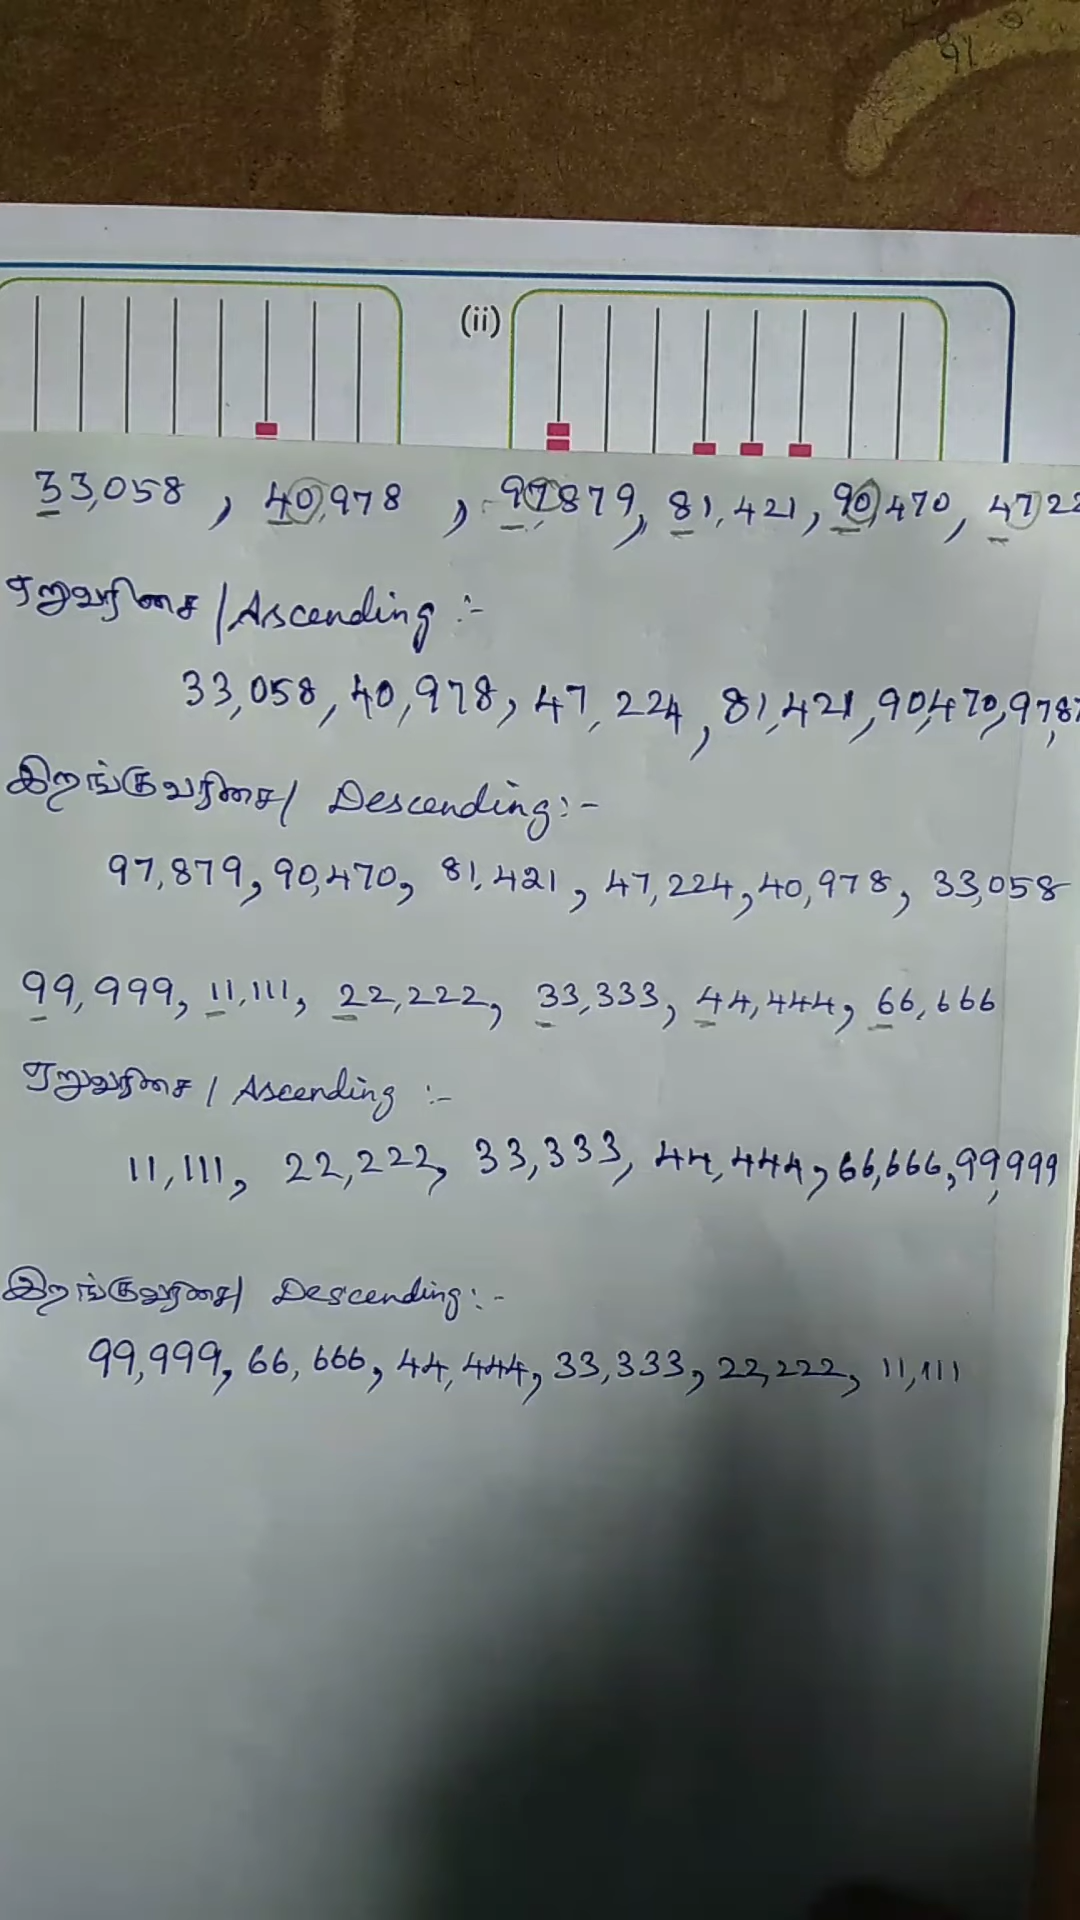 (ii)
33,058 , 40,978 , 97,879, 81,421, 90,470, 4722
ஏறுவரிசை / Ascending :-
33,058, 40,978, 47,224, 81,421, 90,470, 97,87
இறங்குவரிசை / Descending :-
97,879, 90,470, 81,421, 47,224, 40,978, 33,058
99,999, 11,111, 22,222, 33,333, 44,444, 66,666
ஏறுவரிசை / Ascending :-
11,111, 22,222, 33,333, 44,444, 66,666, 99,999
இறங்குவரிசை / Descending :-
99,999, 66,666, 44,444, 33,333, 22,222, 11,111